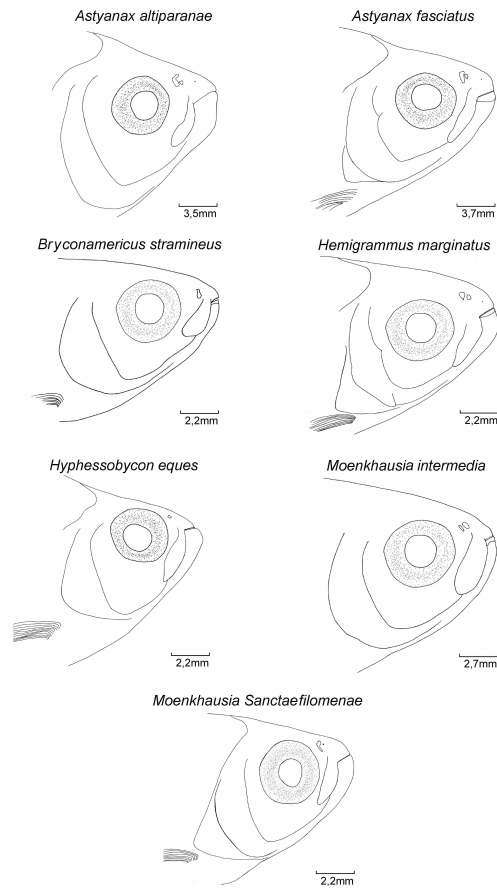 Astyanax altiparanae
Astyanax fasciatus
3,5mm
3,7mm
Bryconamericus stramineus
Hemigrammus marginatus
2,2mm
2,2mm
Hyphessobycon eques
Moenkhausia intermedia
2,2mm
2,7mm
Moenkhausia Sanctaefilomenae
2,2mm